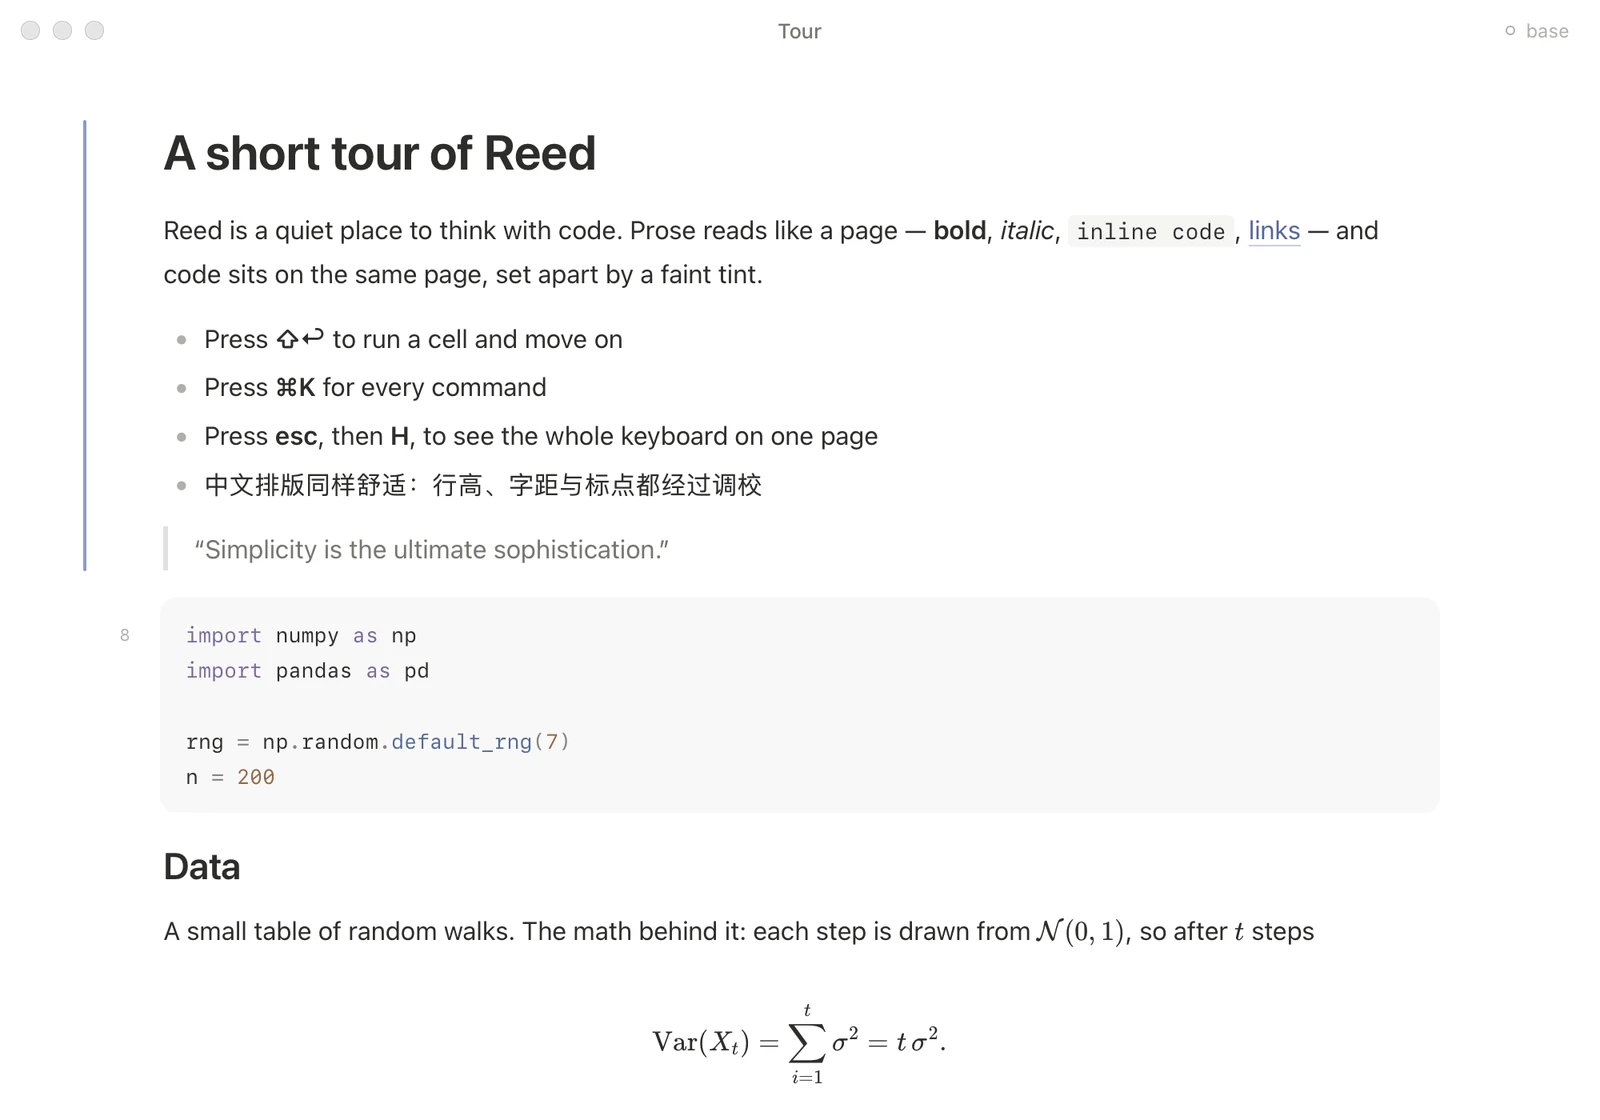 Tour
base
A short tour of Reed
Reed is a quiet place to think with code. Prose reads like a page — bold, italic, inline code, links — and
code sits on the same page, set apart by a faint tint.
Press ⇧↩ to run a cell and move on
Press ⌘K for every command
Press esc, then H, to see the whole keyboard on one page
中文排版同样舒适：行高、字距与标点都经过调校
“Simplicity is the ultimate sophistication.”
8
import numpy as np
import pandas as pd
rng = np.random.default_rng(7)
n = 200
Data
A small table of random walks. The math behind it: each step is drawn from 𝒩(0, 1), so after t steps
Var(X_t) = ∑_{i=1}^{t} σ² = t σ².